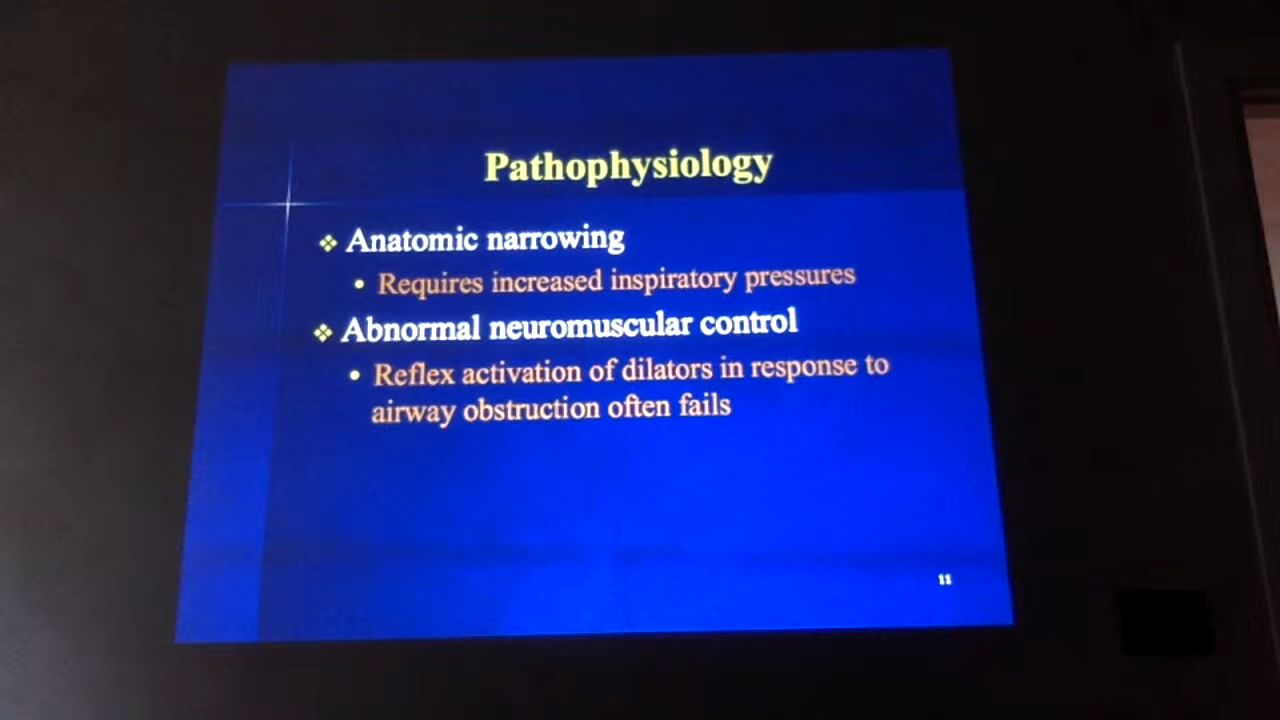 Pathophysiology
Anatomic narrowing
Requires increased inspiratory pressures
Abnormal neuromuscular control
Reflex activation of dilators in response to
airway obstruction often fails
11